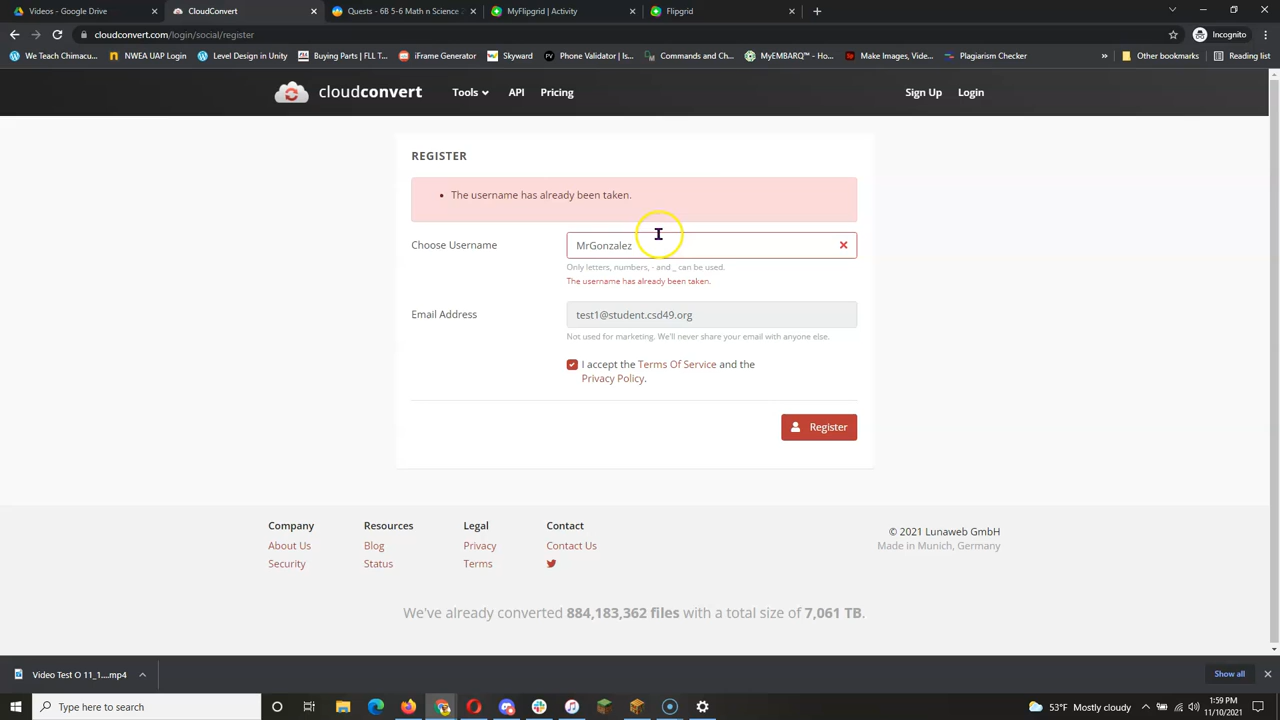 Videos - Google Drive
CloudConvert
Quests - 6B 5-6 Math n Science
MyFlipgrid | Activity
Flipgrid
cloudconvert.com/login/social/register
Incognito
We Teach Chimacu...
NWEA UAP Login
Level Design in Unity
Buying Parts | FLL T...
iFrame Generator
Skyward
Phone Validator | Is...
Command and Ch...
MyEMBARQ™ - Ho...
Make Images, Video...
Plagiarism Checker
»
Other bookmarks
Reading list
cloudconvert
Tools
API
Pricing
Sign Up
Login
REGISTER
• The username has already been taken.
Choose Username
MrGonzalez
Only letters, numbers, - and _ can be used.
The username has already been taken.
Email Address
test1@student.csd49.org
Not used for marketing. We'll never share your email with anyone else.
I accept the Terms Of Service and the
Privacy Policy.
Register
Company
Resources
Legal
Contact
© 2021 Lunaweb GmbH
About Us
Blog
Privacy
Contact Us
Made in Munich, Germany
Security
Status
Terms
We've already converted 884,183,362 files with a total size of 7,061 TB.
Video Test O 11_1....mp4
Show all
Type here to search
53°F Mostly cloudy
1:59 PM
11/10/2021